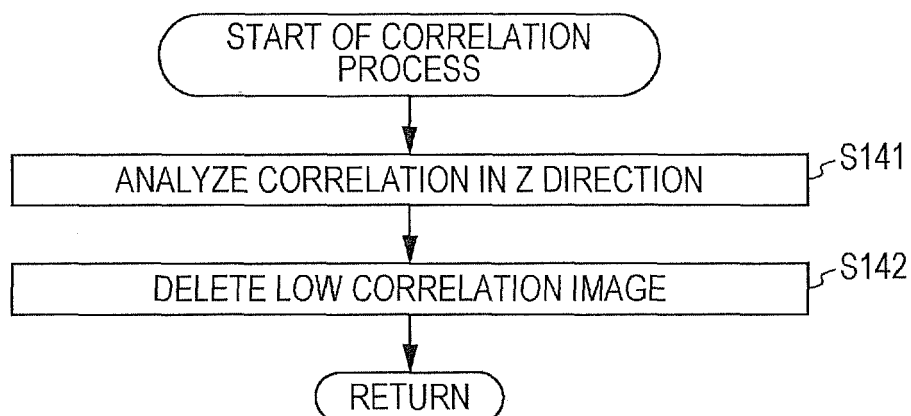 START OF CORRELATION
PROCESS
ANALYZE CORRELATION IN Z DIRECTION
S141
DELETE LOW CORRELATION IMAGE
S142
RETURN